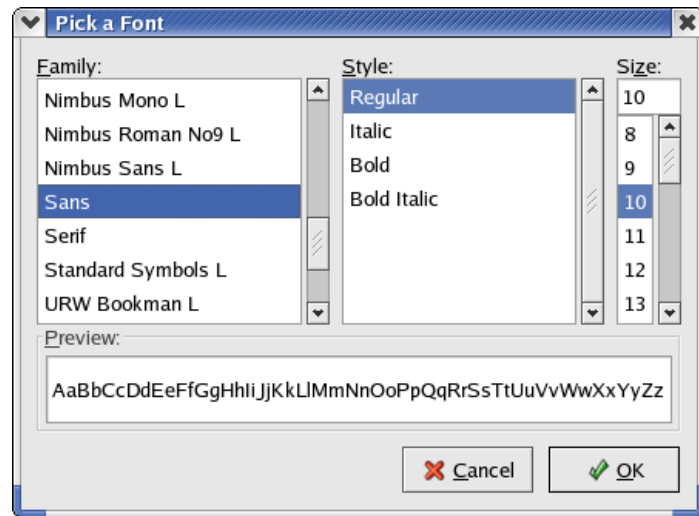 Pick a Font
Family:
Nimbus Mono L
Nimbus Roman No9 L
Nimbus Sans L
Sans
Serif
Standard Symbols L
URW Bookman L
Style:
Regular
Italic
Bold
Bold Italic
Size:
10
8
9
10
11
12
13
Preview:
AaBbCcDdEeFfGgHhIiJjKkLlMmNnOoPpQqRrSsTtUuVvWwXxYyZz
Cancel
OK